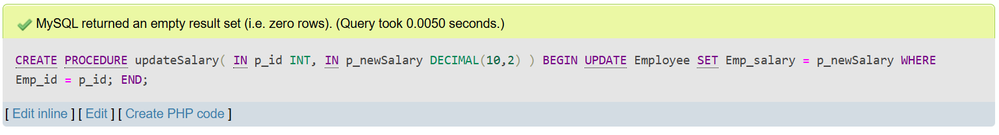 MySQL returned an empty result set (i.e. zero rows). (Query took 0.0050 seconds.)
CREATE PROCEDURE updateSalary( IN p_id INT, IN p_newSalary DECIMAL(10,2) ) BEGIN UPDATE Employee SET Emp_salary = p_newSalary WHERE
Emp_id = p_id; END;
[ Edit inline ] [ Edit ] [ Create PHP code ]